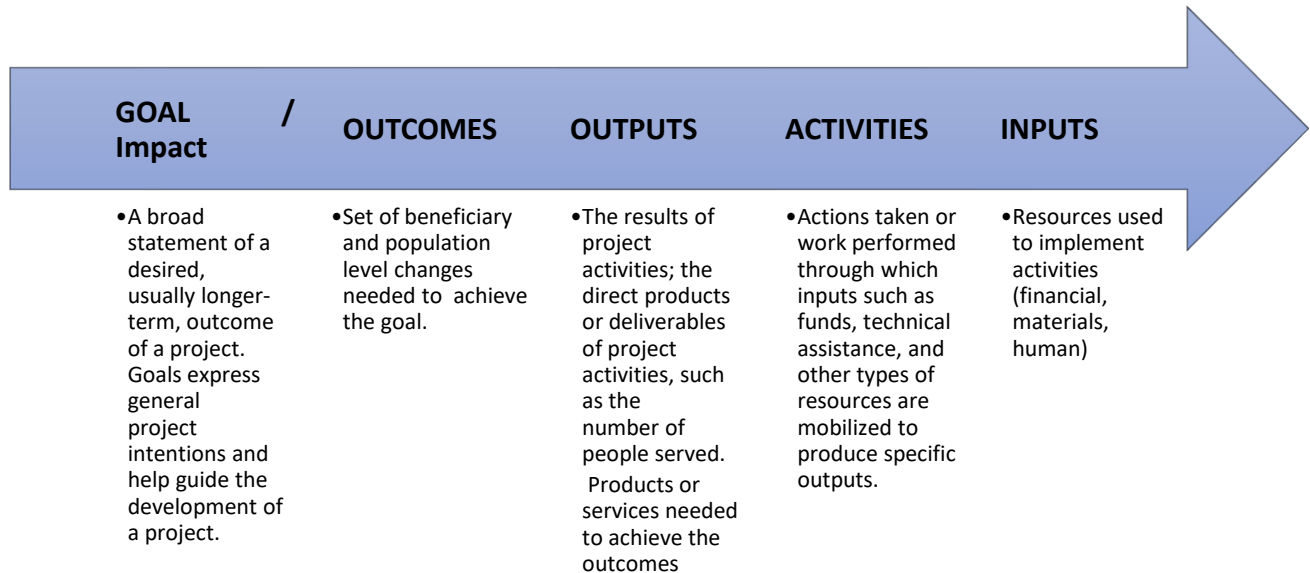 GOAL /
Impact
OUTCOMES
OUTPUTS
ACTIVITIES
INPUTS
•A broad
statement of a
desired,
usually longer-
term, outcome
of a project.
Goals express
general
project
intentions and
help guide the
development of
a project.
•Set of beneficiary
and population
level changes
needed to achieve
the goal.
•The results of
project
activities; the
direct products
or deliverables
of project
activities, such
as the
number of
people served.
Products or
services needed
to achieve the
outcomes
•Actions taken or
work performed
through which
inputs such as
funds, technical
assistance, and
other types of
resources are
mobilized to
produce specific
outputs.
•Resources used
to implement
activities
(financial,
materials,
human)